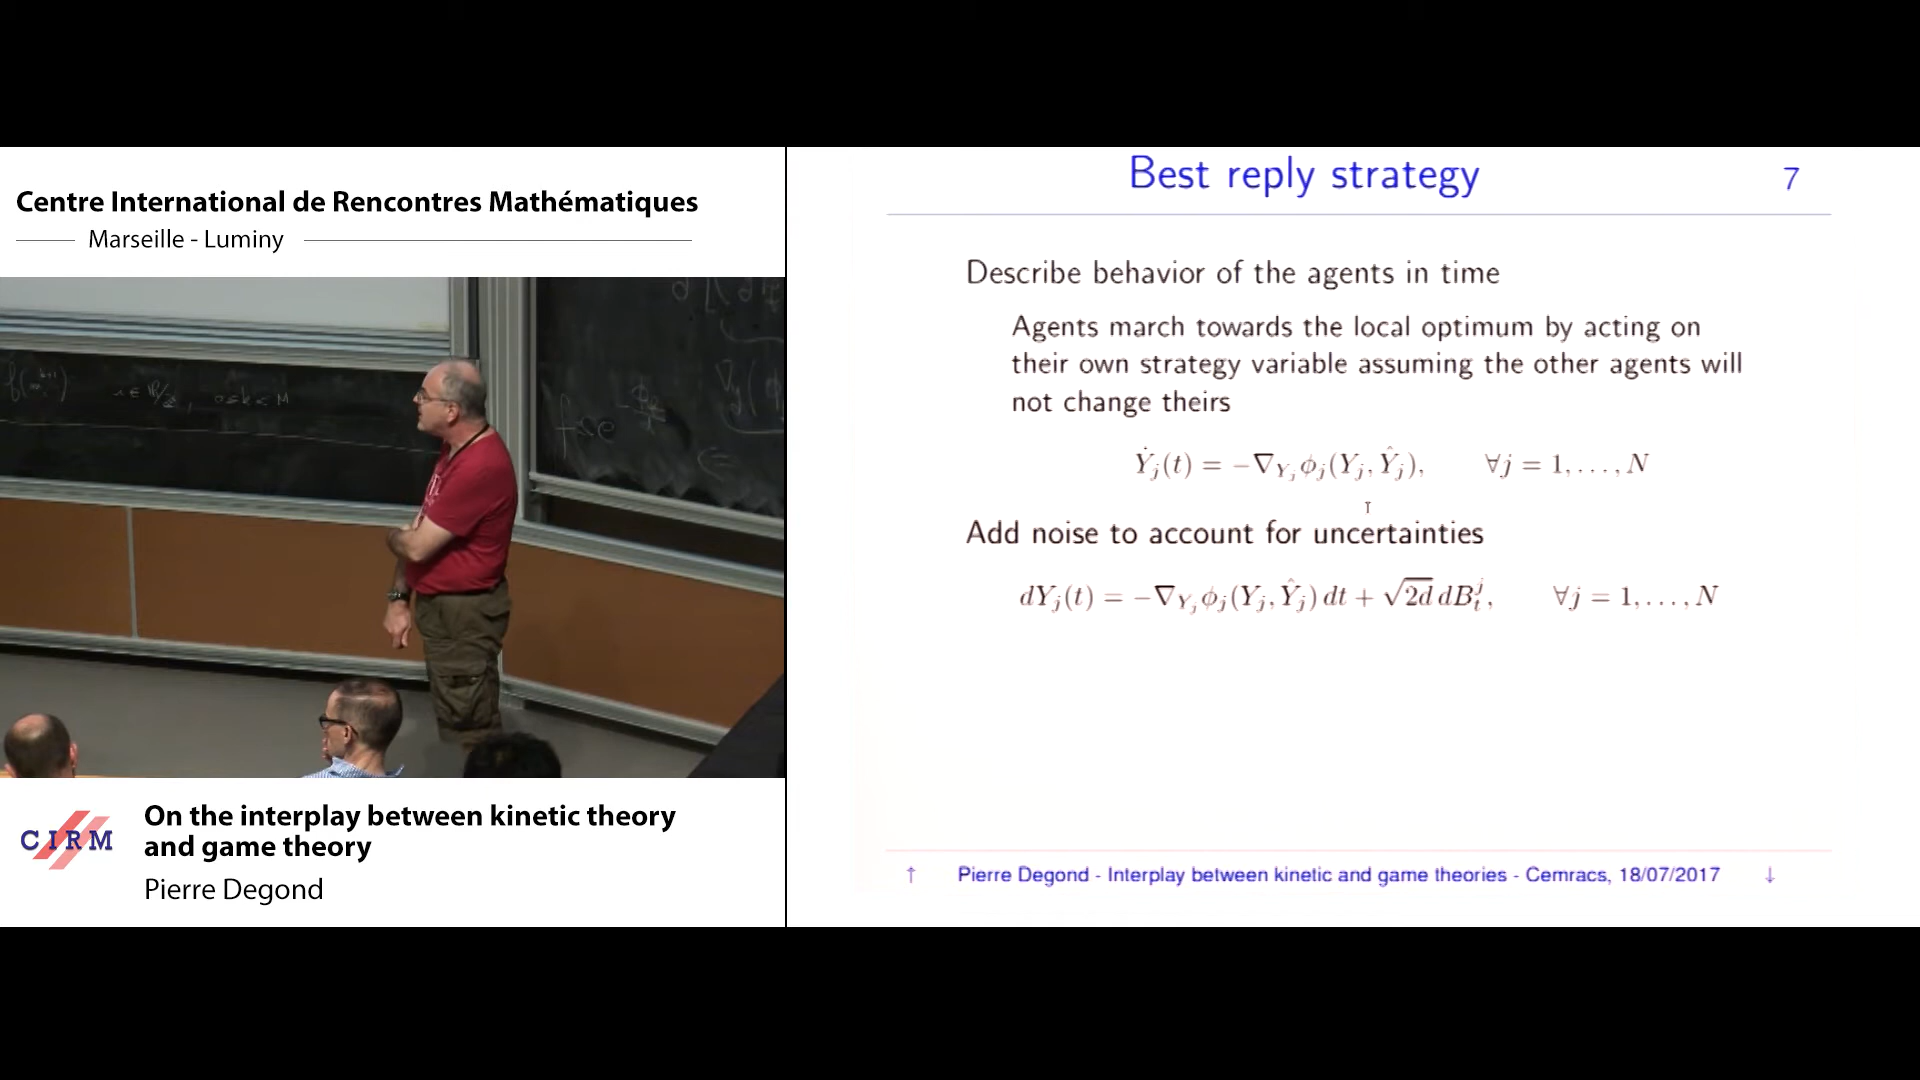 Centre International de Rencontres Mathématiques
Marseille - Luminy
CIRM
On the interplay between kinetic theory
and game theory
Pierre Degond
Best reply strategy 7
Describe behavior of the agents in time
Agents march towards the local optimum by acting on
their own strategy variable assuming the other agents will
not change theirs
Ẏ_j(t) = −∇_{Y_j} ϕ_j(Y_j, Ŷ_j), ∀j = 1, . . . , N
Add noise to account for uncertainties
dY_j(t) = −∇_{Y_j} ϕ_j(Y_j, Ŷ_j) dt + √2d dB_t^j, ∀j = 1, . . . , N
↑ Pierre Degond - Interplay between kinetic and game theories - Cemracs, 18/07/2017 ↓